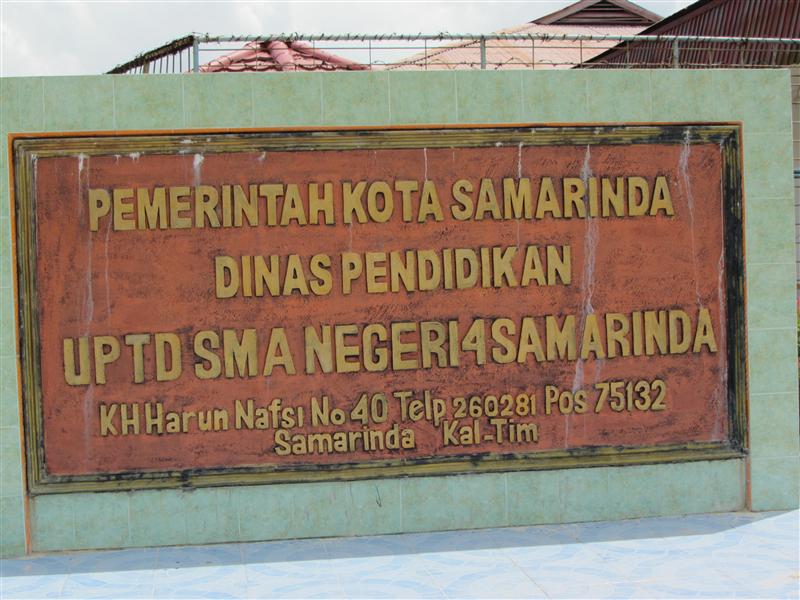 PEMERINTAH KOTA SAMARINDA
DINAS PENDIDIKAN
UPTD SMA NEGERI 4 SAMARINDA
KH Harun Nafsi No 40 Telp 260281 Pos 75132
Samarinda Kal-Tim